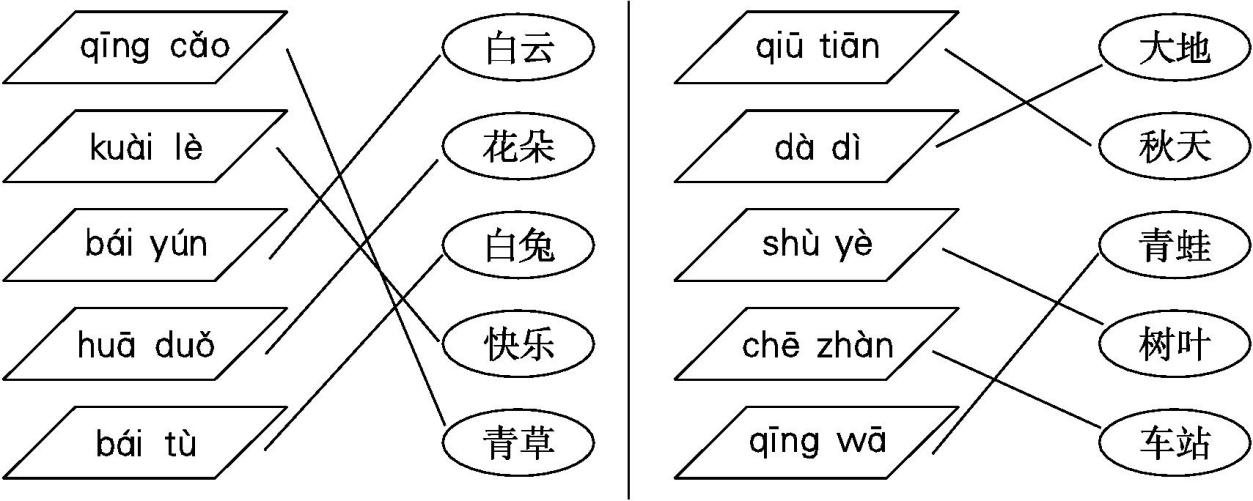 qīng cǎo 白云 qiū tiān 大地
kuài lè 花朵 dà dì 秋天
bái yún 白兔 shù yè 青蛙
huā duǒ 快乐 chē zhàn 树叶
bái tù 青草 qīng wā 车站